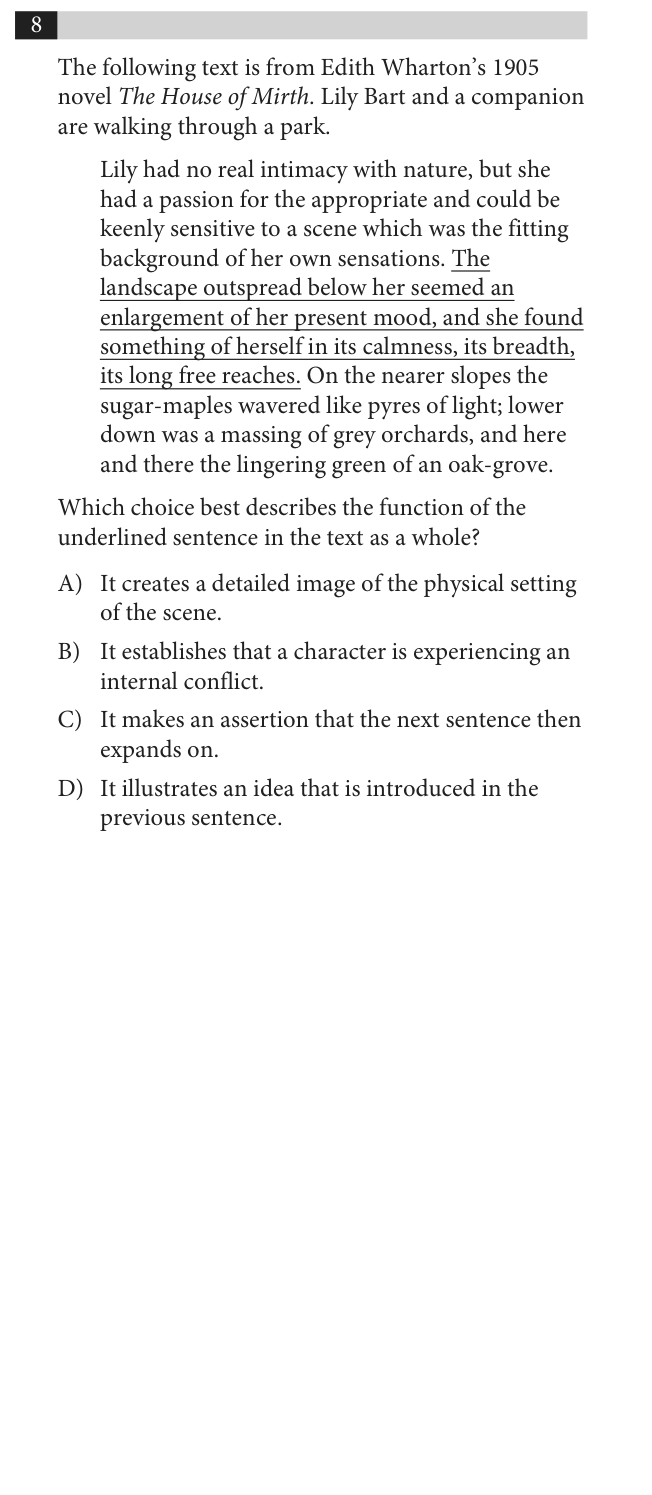 8
The following text is from Edith Wharton’s 1905
novel The House of Mirth. Lily Bart and a companion
are walking through a park.
Lily had no real intimacy with nature, but she
had a passion for the appropriate and could be
keenly sensitive to a scene which was the fitting
background of her own sensations. The
landscape outspread below her seemed an
enlargement of her present mood, and she found
something of herself in its calmness, its breadth,
its long free reaches. On the nearer slopes the
sugar-maples wavered like pyres of light; lower
down was a massing of grey orchards, and here
and there the lingering green of an oak-grove.
Which choice best describes the function of the
underlined sentence in the text as a whole?
A) It creates a detailed image of the physical setting
of the scene.
B) It establishes that a character is experiencing an
internal conflict.
C) It makes an assertion that the next sentence then
expands on.
D) It illustrates an idea that is introduced in the
previous sentence.